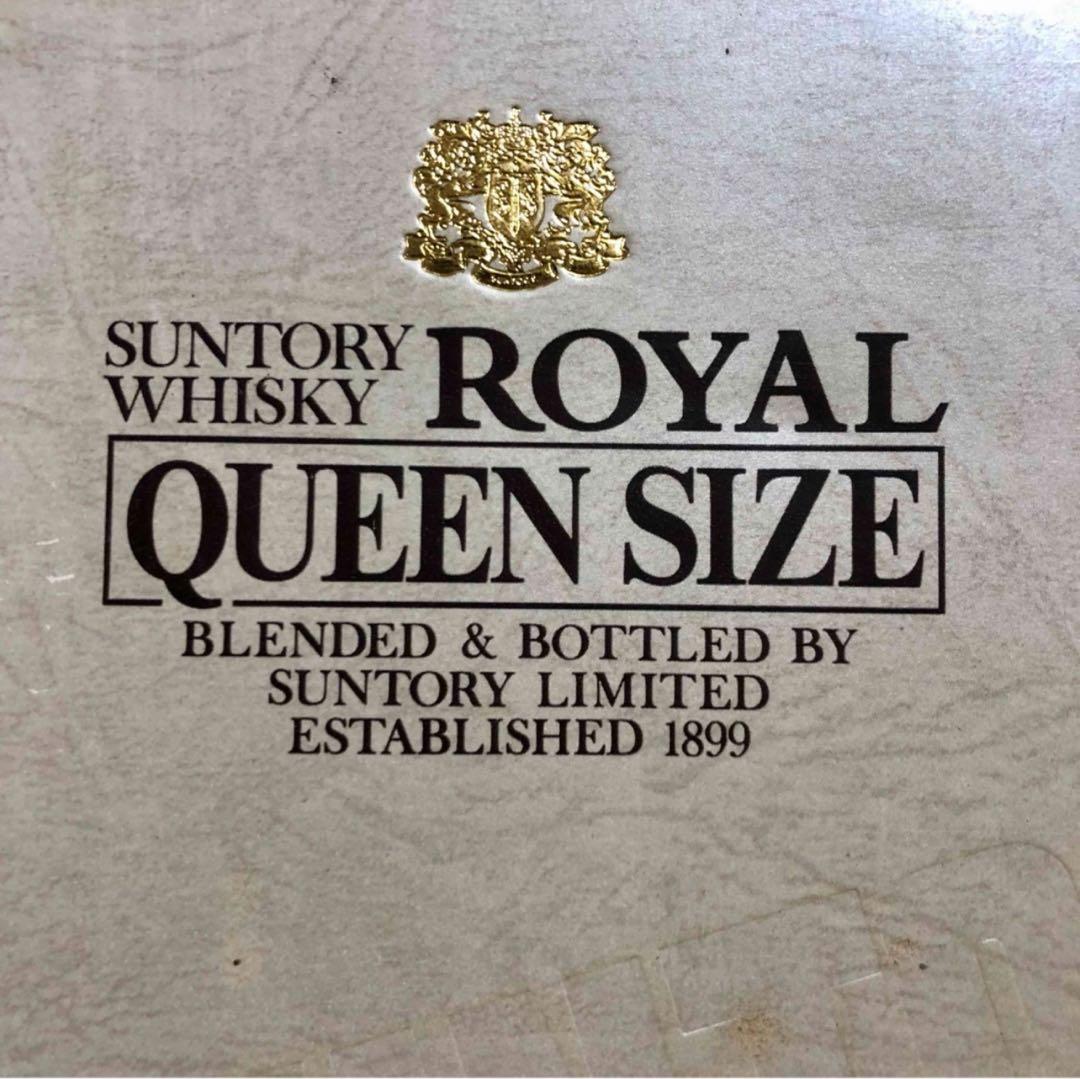 SUNTORY
WHISKY ROYAL
QUEEN SIZE
BLENDED & BOTTLED BY
SUNTORY LIMITED
ESTABLISHED 1899